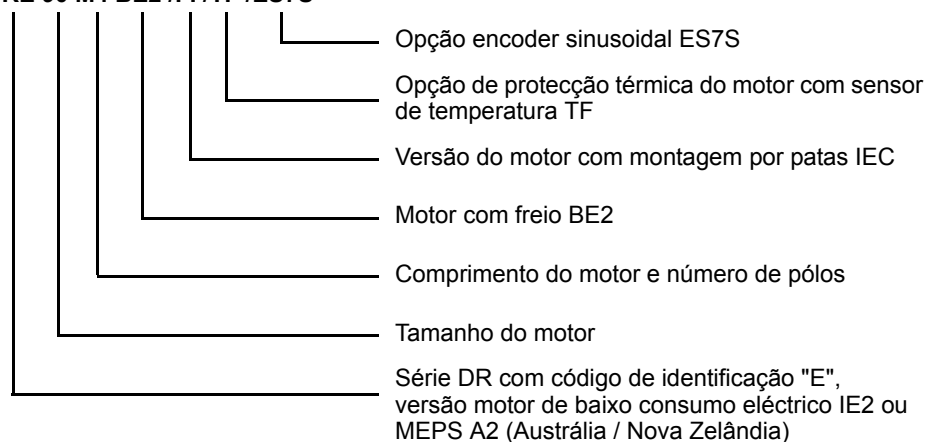 Opção encoder sinusoidal ES7S
Opção de protecção térmica do motor com sensor
de temperatura TF
Versão do motor com montagem por patas IEC
Motor com freio BE2
Comprimento do motor e número de pólos
Tamanho do motor
Série DR com código de identificação "E",
versão motor de baixo consumo eléctrico IE2 ou
MEPS A2 (Austrália / Nova Zelândia)